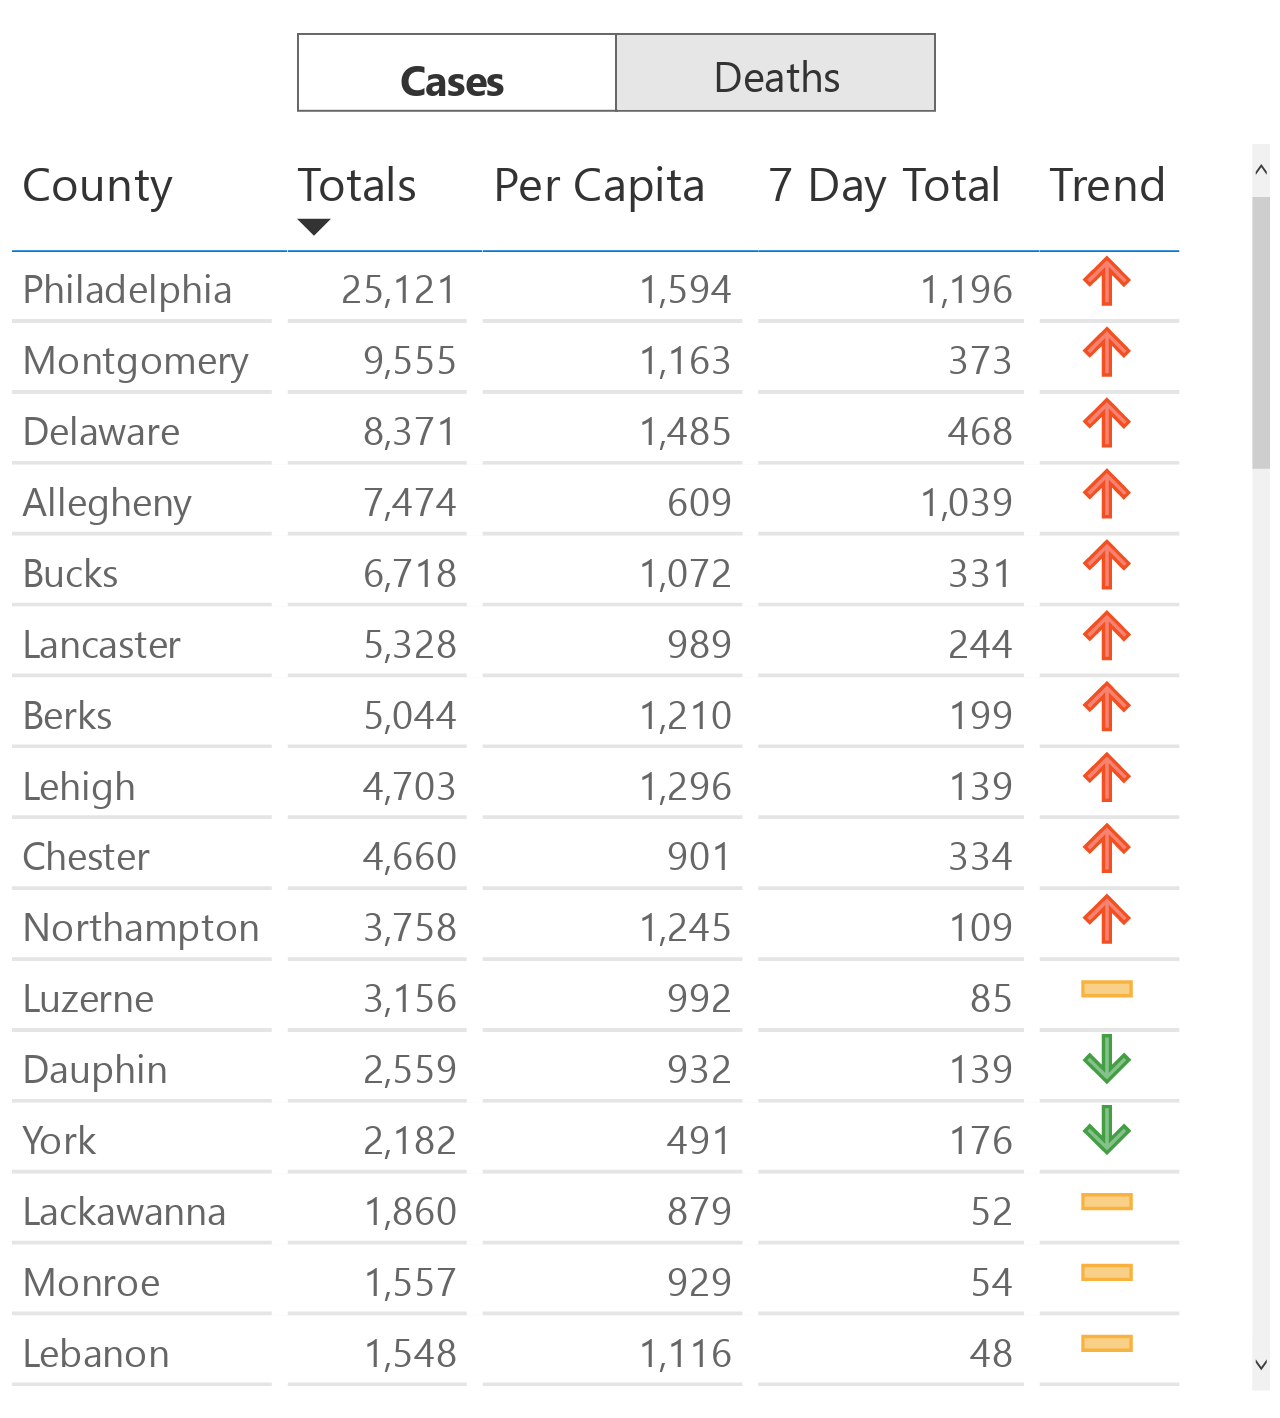 Cases Deaths
County Totals Per Capita 7 Day Total Trend
Philadelphia 25,121 1,594 1,196
Montgomery 9,555 1,163 373
Delaware 8,371 1,485 468
Allegheny 7,474 609 1,039
Bucks 6,718 1,072 331
Lancaster 5,328 989 244
Berks 5,044 1,210 199
Lehigh 4,703 1,296 139
Chester 4,660 901 334
Northampton 3,758 1,245 109
Luzerne 3,156 992 85
Dauphin 2,559 932 139
York 2,182 491 176
Lackawanna 1,860 879 52
Monroe 1,557 929 54
Lebanon 1,548 1,116 48